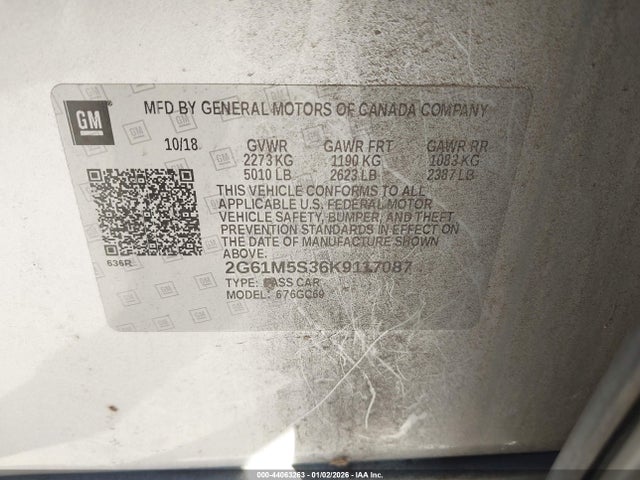 GM
MFD BY GENERAL MOTORS OF CANADA COMPANY
10/18 GVWR GAWR FRT GAWR RR
2273 KG 1190 KG 1083 KG
5010 LB 2623 LB 2387 LB
THIS VEHICLE CONFORMS TO ALL
APPLICABLE U.S. FEDERAL MOTOR
VEHICLE SAFETY, BUMPER, AND THEFT
PREVENTION STANDARDS IN EFFECT ON
THE DATE OF MANUFACTURE SHOWN
ABOVE.
636R
2G61M5S36K9117087
TYPE: PASS CAR
MODEL: 6ZGC69
000-44063263 - 01/02/2026 - IAA Inc.